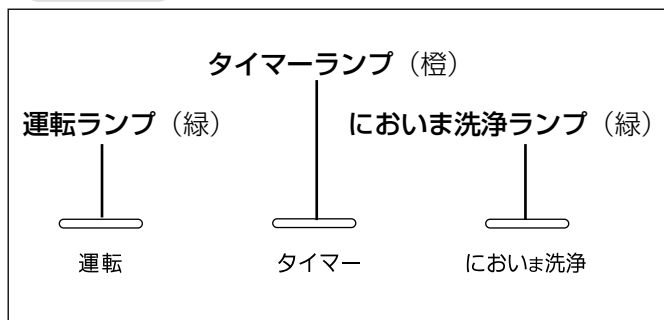 タイマーランプ（橙）
運転ランプ（緑）
においま洗浄ランプ（緑）
運転
タイマー
においま洗浄